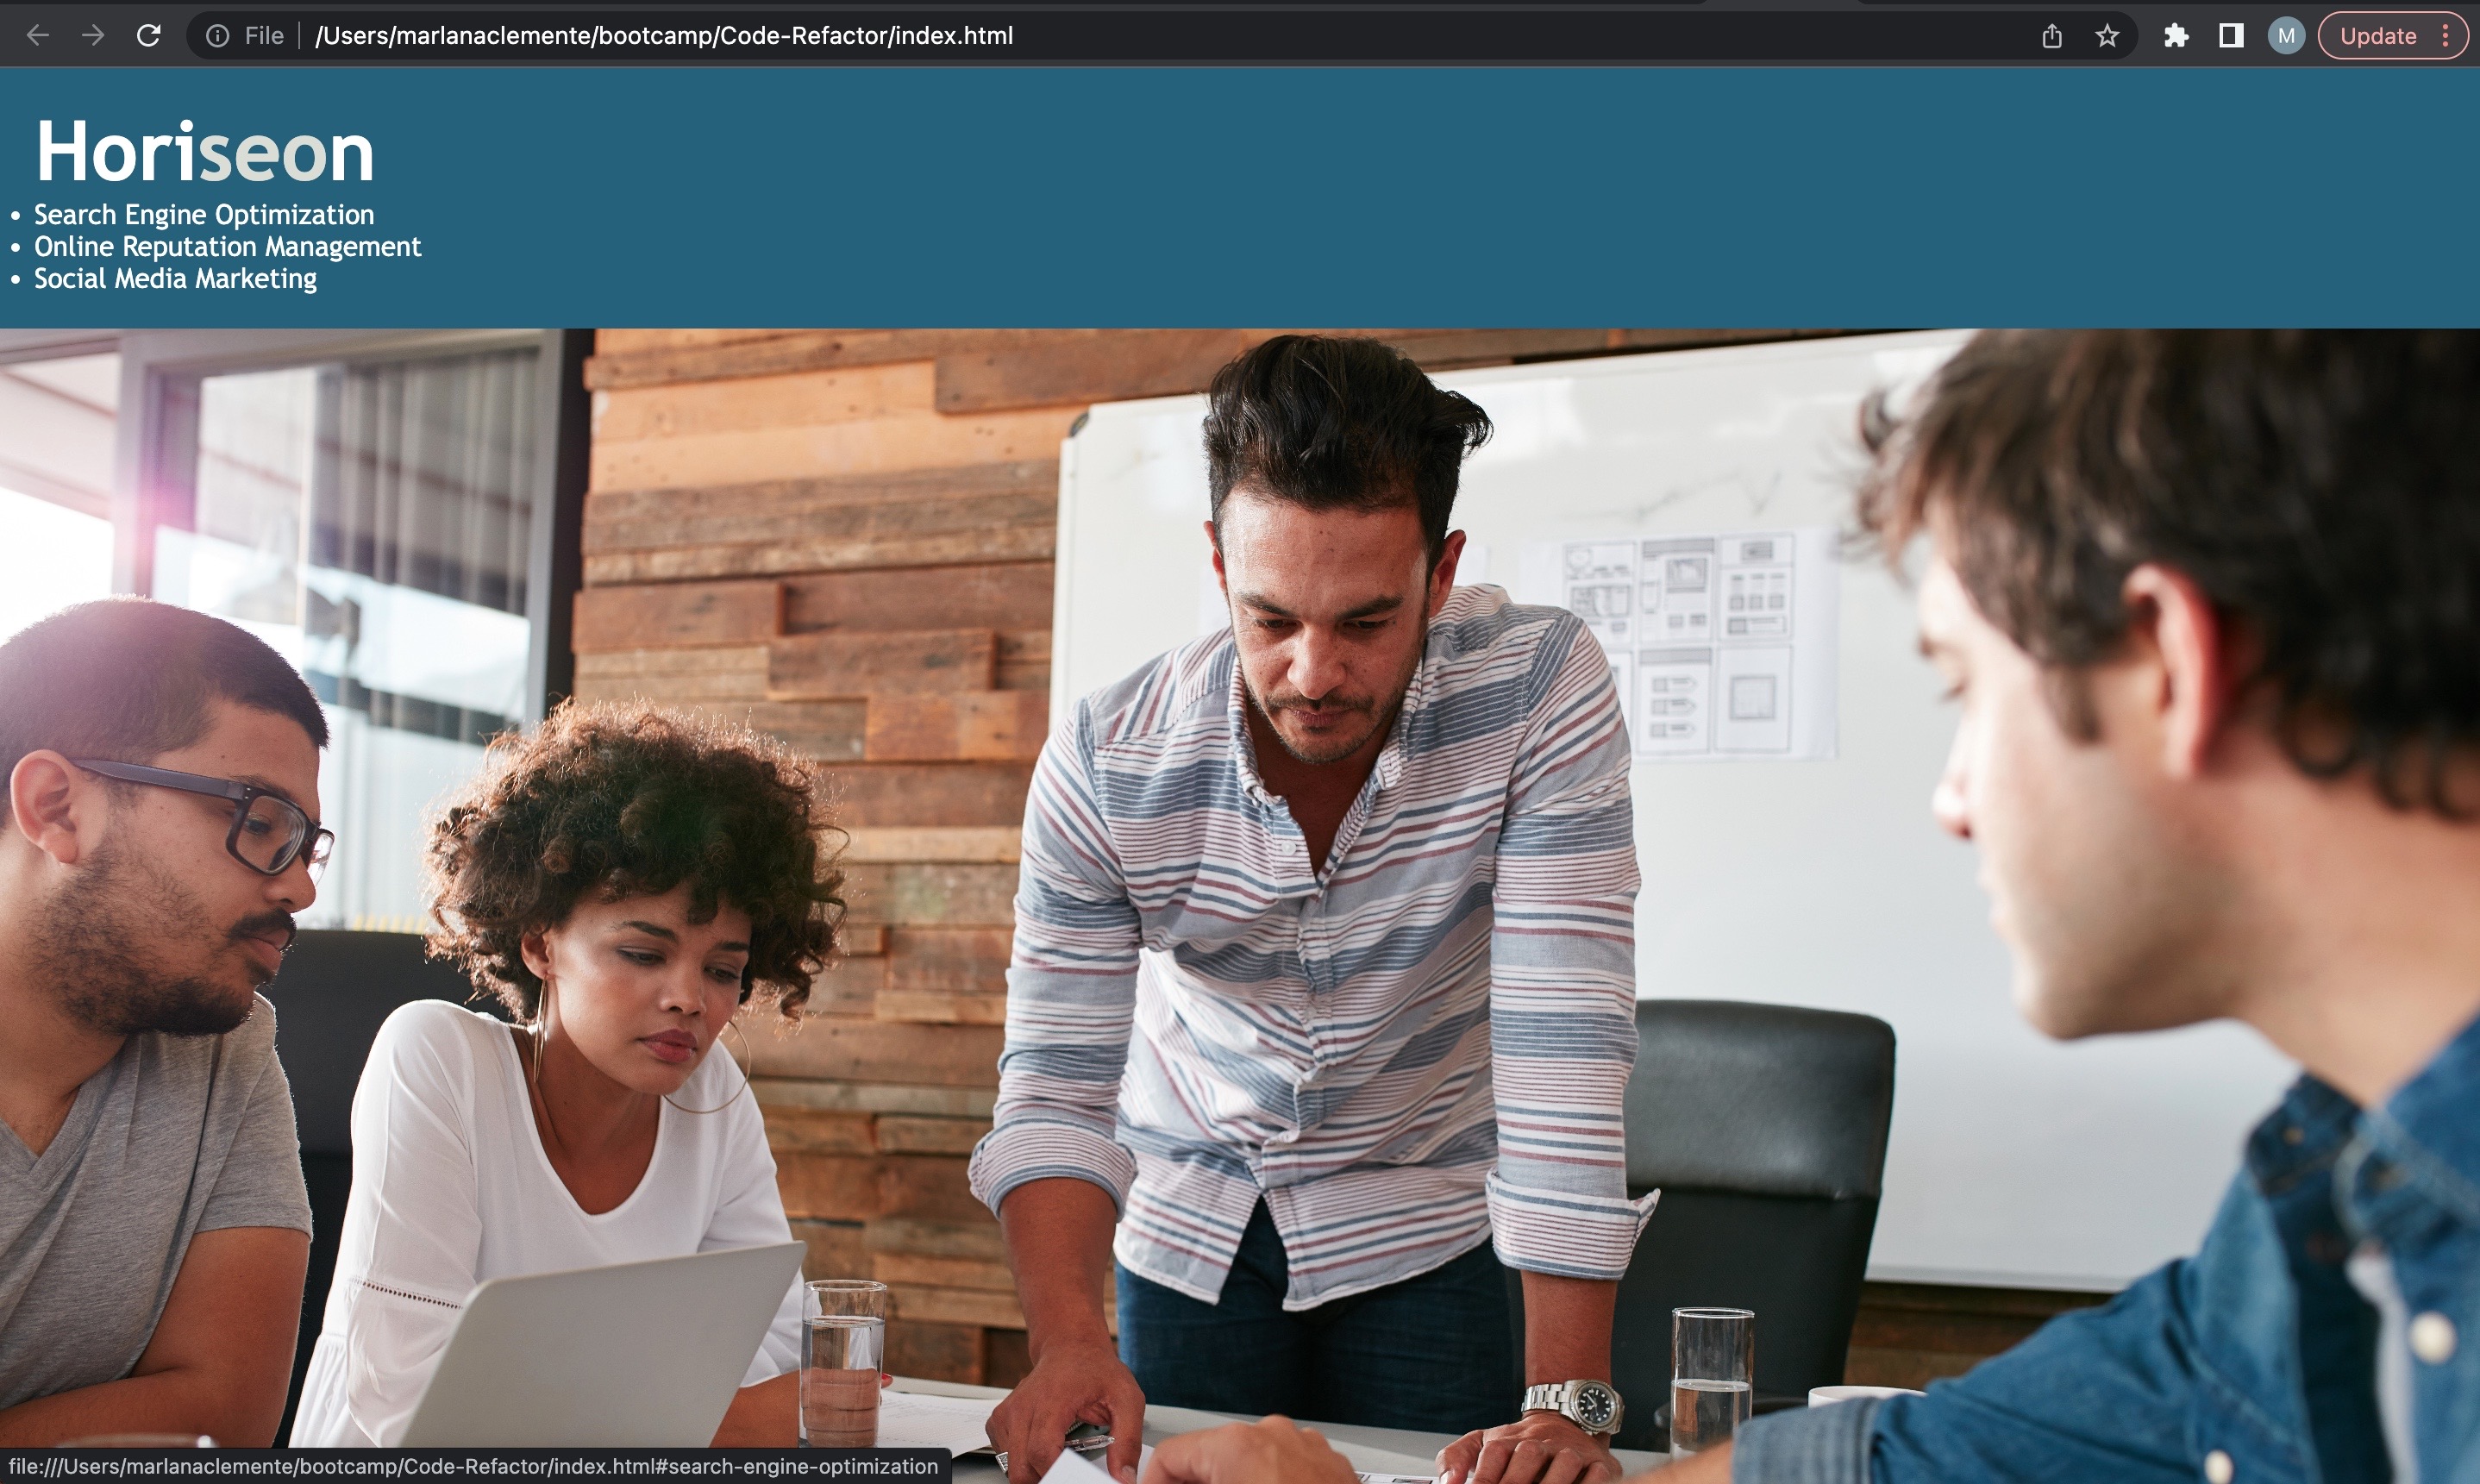 File /Users/marlanaclemente/bootcamp/Code-Refactor/index.html
M
Update
Horiseon
• Search Engine Optimization
• Online Reputation Management
• Social Media Marketing
file:///Users/marlanaclemente/bootcamp/Code-Refactor/index.html#search-engine-optimization